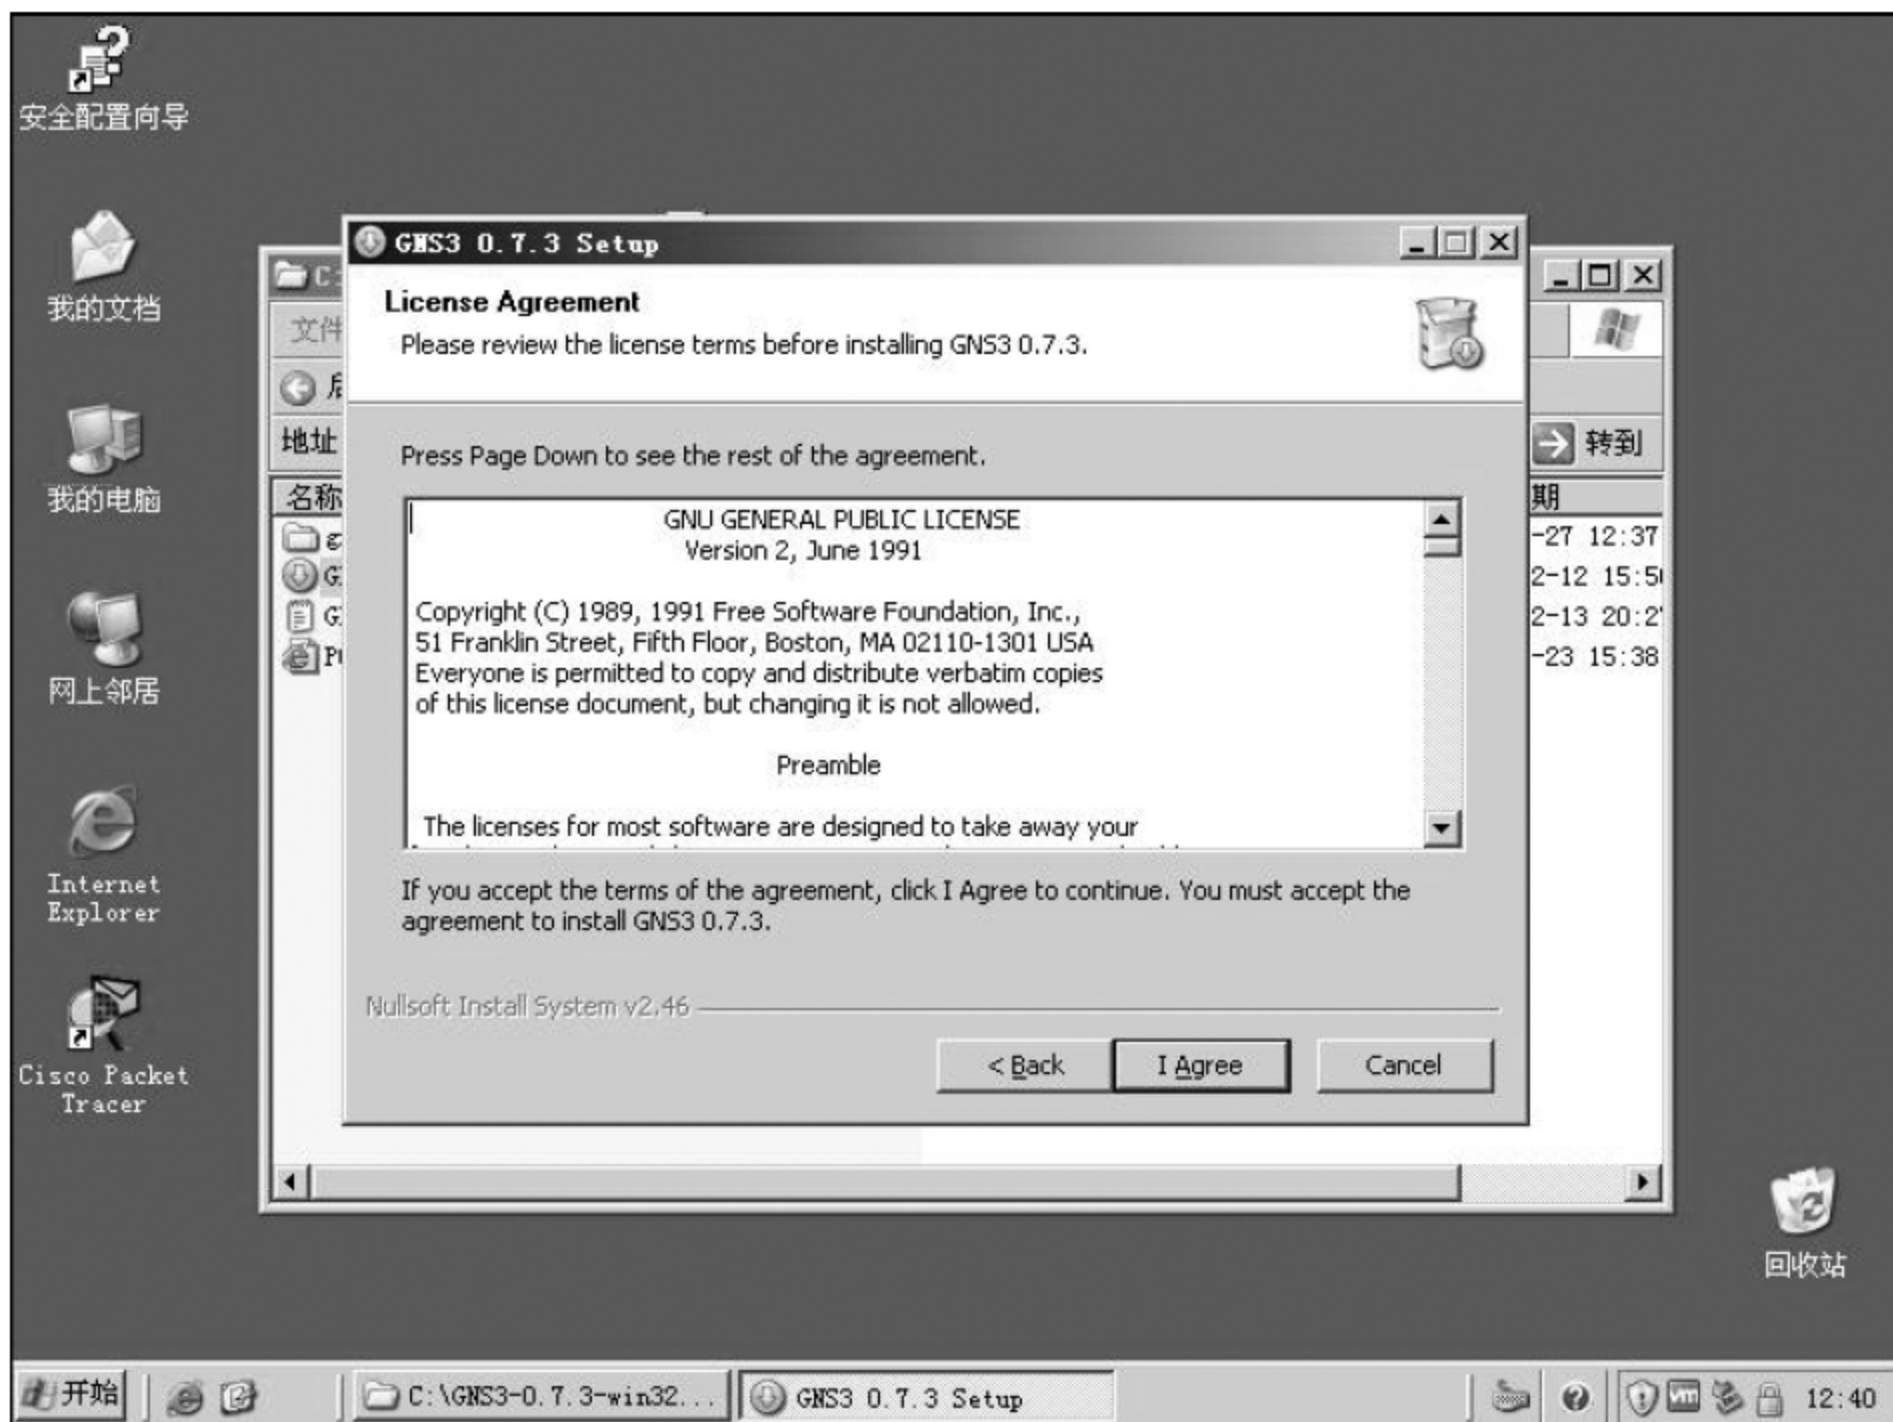 安全配置向导
我的文档
我的电脑
网上邻居
Internet
Explorer
Cisco Packet
Tracer
文件
地址
名称
GNS3 0.7.3 Setup
License Agreement
Please review the license terms before installing GNS3 0.7.3.
Press Page Down to see the rest of the agreement.
GNU GENERAL PUBLIC LICENSE
Version 2, June 1991
Copyright (C) 1989, 1991 Free Software Foundation, Inc.,
51 Franklin Street, Fifth Floor, Boston, MA 02110-1301 USA
Everyone is permitted to copy and distribute verbatim copies
of this license document, but changing it is not allowed.
Preamble
The licenses for most software are designed to take away your
If you accept the terms of the agreement, click I Agree to continue. You must accept the
agreement to install GNS3 0.7.3.
Nullsoft Install System v2.46
< Back
I Agree
Cancel
转到
期
-27 12:37
2-12 15:5
2-13 20:2
-23 15:38
回收站
开始
C:\GNS3-0.7.3-win32...
GNS3 0.7.3 Setup
12:40